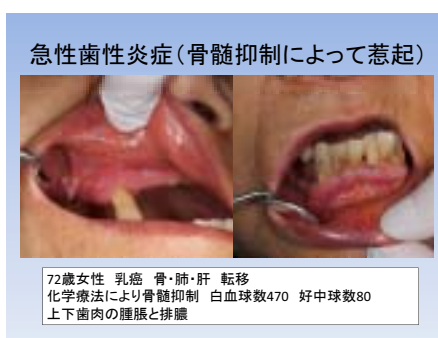 急性歯性炎症(骨髄抑制によって惹起)
72歳女性 乳癌 骨・肺・肝 転移
化学療法により骨髄抑制 白血球数470 好中球数80
上下歯肉の腫脹と排膿